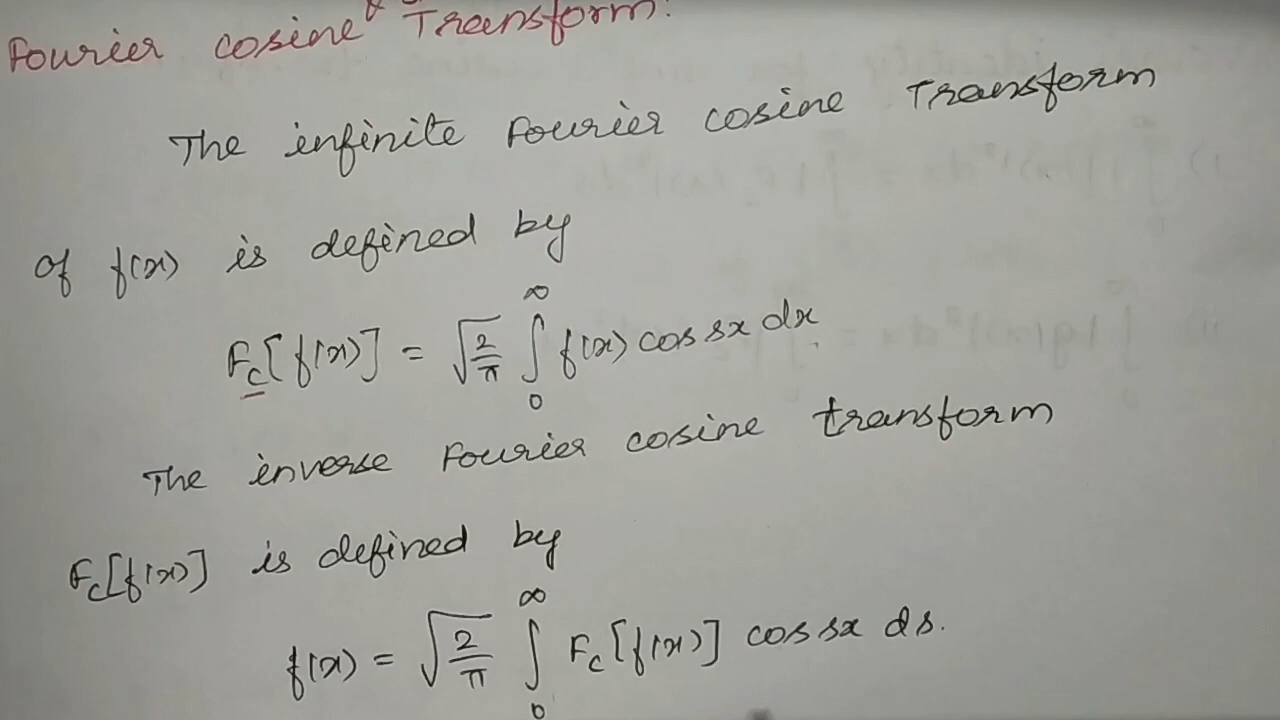 Fourier cosine Transform.
The infinite Fourier cosine Transform
of f(x) is defined by
Fc[f(x)] = √(2/π) ∫₀^∞ f(x) cos sx dx
The inverse Fourier cosine transform
Fc[f(x)] is defined by
f(x) = √(2/π) ∫₀^∞ Fc[f(x)] cos sx ds.